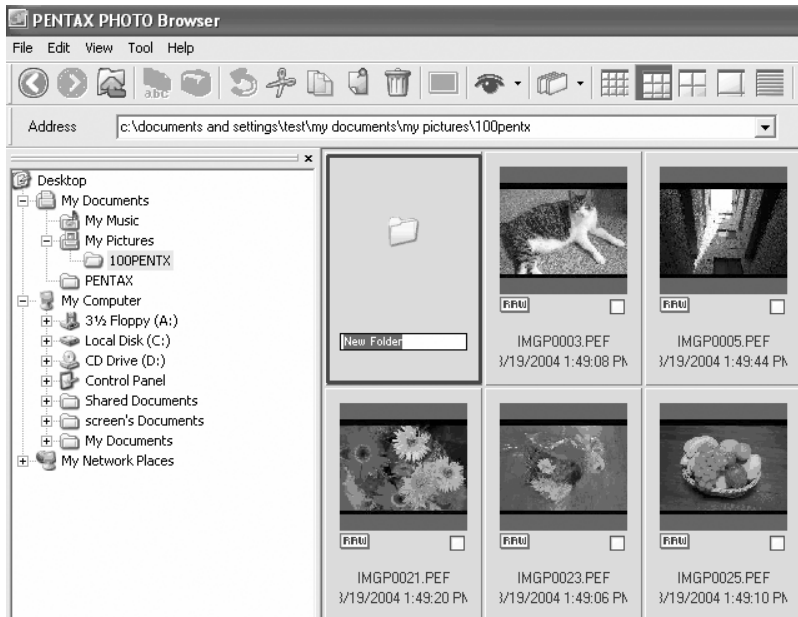 PENTAX PHOTO Browser
File Edit View Tool Help
abc
Address c:\documents and settings\test\my documents\my pictures\100pentx
x
Desktop
My Documents
My Music
My Pictures
100PENTX
PENTAX
My Computer
3½ Floppy (A:)
Local Disk (C:)
CD Drive (D:)
Control Panel
Shared Documents
screen's Documents
My Documents
My Network Places
New Folder
RAW
IMGP0003.PEF
3/19/2004 1:49:08 PM
RAW
IMGP0005.PEF
3/19/2004 1:49:44 PM
RAW
IMGP0021.PEF
3/19/2004 1:49:20 PM
RAW
IMGP0023.PEF
3/19/2004 1:49:06 PM
RAW
IMGP0025.PEF
3/19/2004 1:49:10 PM